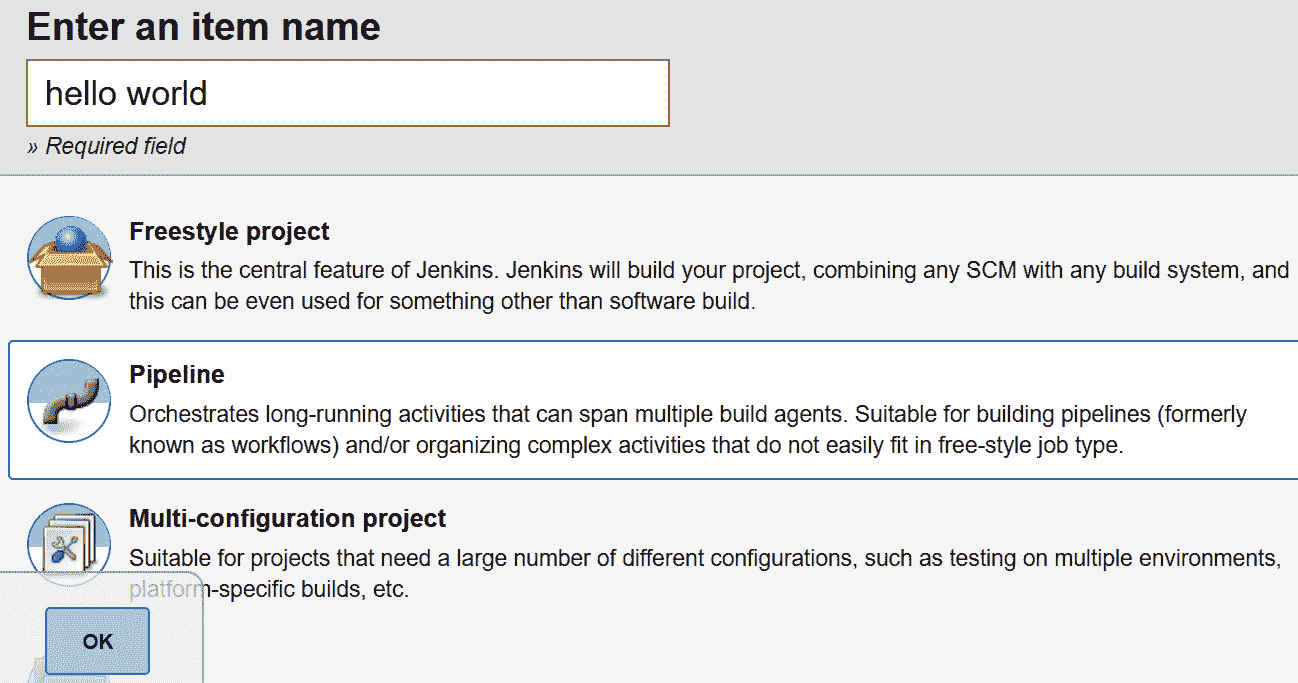 Enter an item name
hello world
» Required field
Freestyle project
This is the central feature of Jenkins. Jenkins will build your project, combining any SCM with any build system, and
this can be even used for something other than software build.
Pipeline
Orchestrates long-running activities that can span multiple build agents. Suitable for building pipelines (formerly
known as workflows) and/or organizing complex activities that do not easily fit in free-style job type.
Multi-configuration project
Suitable for projects that need a large number of different configurations, such as testing on multiple environments,
platform-specific builds, etc.
OK